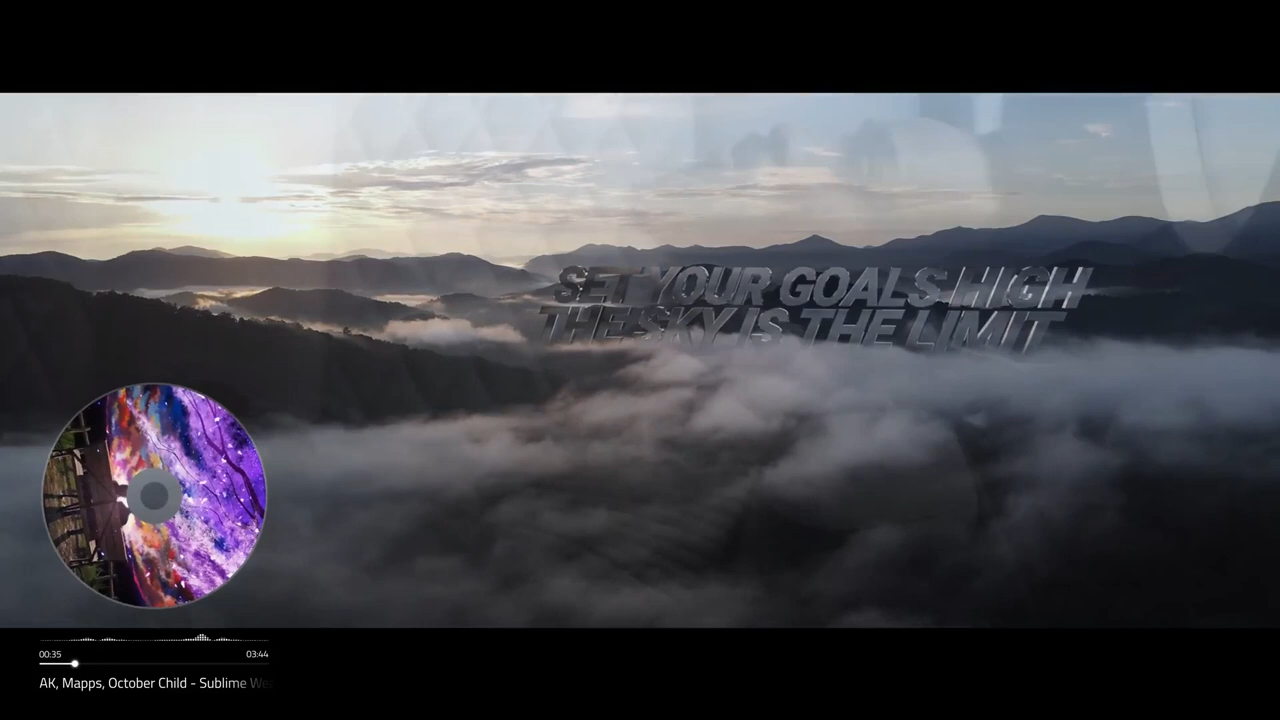 SET YOUR GOALS HIGH
THE SKY IS THE LIMIT
00:35 03:44
AK, Mapps, October Child - Sublime